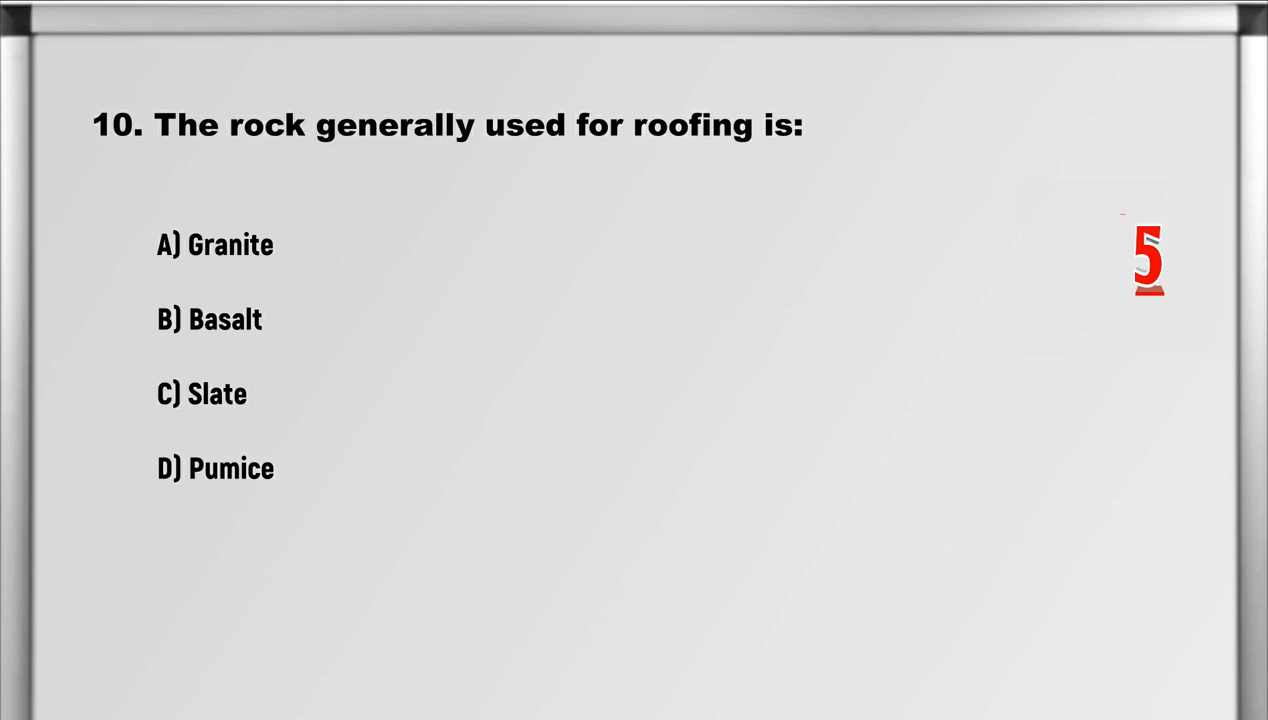 10. The rock generally used for roofing is:
A) Granite
5
B) Basalt
C) Slate
D) Pumice